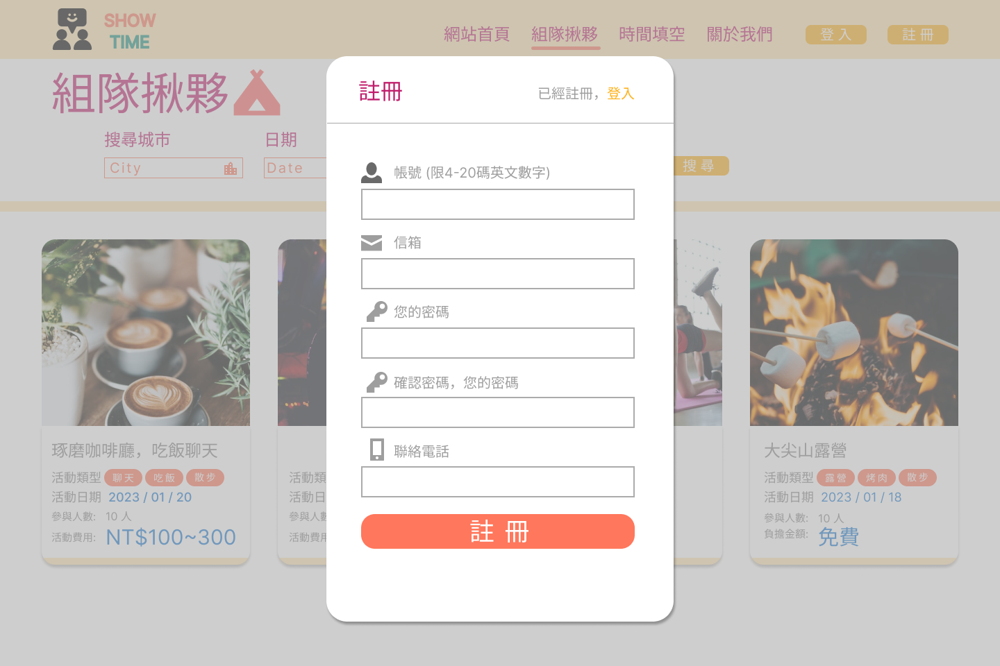 SHOW
TIME
網站首頁 組隊揪夥 時間填空 關於我們 登入 註冊
組隊揪夥
搜尋城市 日期
City Date 搜尋
註冊 已經註冊，登入
帳號 (限4-20碼英文數字)
信箱
您的密碼
確認密碼，您的密碼
聯絡電話
註 冊
琢磨咖啡廳，吃飯聊天
活動類型 聊天 吃飯 散步
活動日期 2023 / 01 / 20
參與人數: 10 人
活動費用: NT$100~300
活動類
活動日
參與人
活動費
大尖山露營
活動類型 露營 烤肉 散步
活動日期 2023 / 01 / 18
參與人數: 10 人
負擔金額: 免費